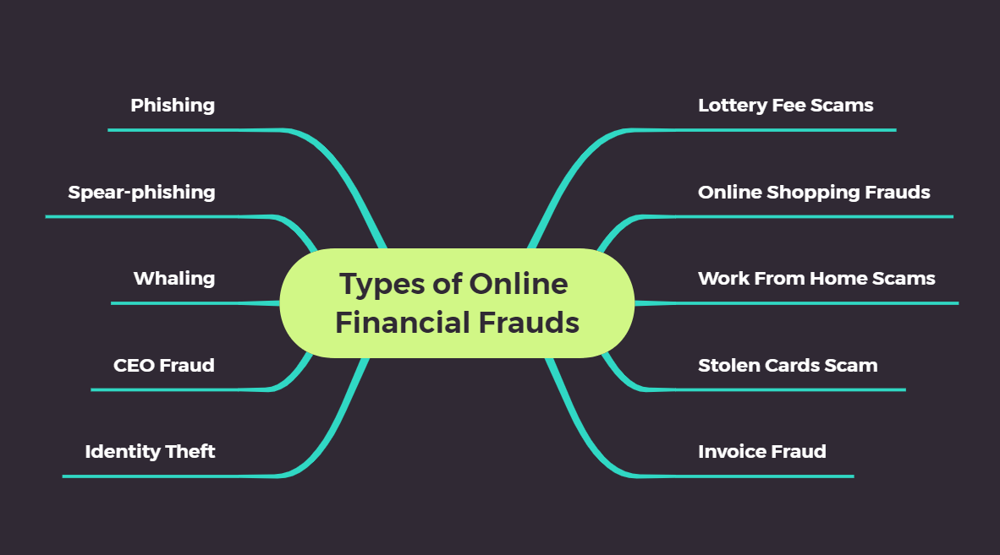 Types of Online
Financial Frauds
Phishing
Spear-phishing
Whaling
CEO Fraud
Identity Theft
Lottery Fee Scams
Online Shopping Frauds
Work From Home Scams
Stolen Cards Scam
Invoice Fraud